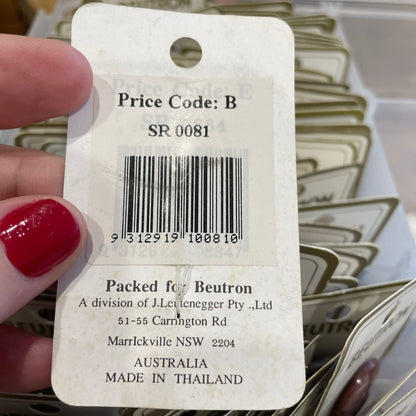 Price Code: B
SR 0081
9 312919 100810
Packed for Beutron
A division of J.Leutenegger Pty .,Ltd
51-55 Carrington Rd
MarrIckville NSW 2204
AUSTRALIA
MADE IN THAILAND